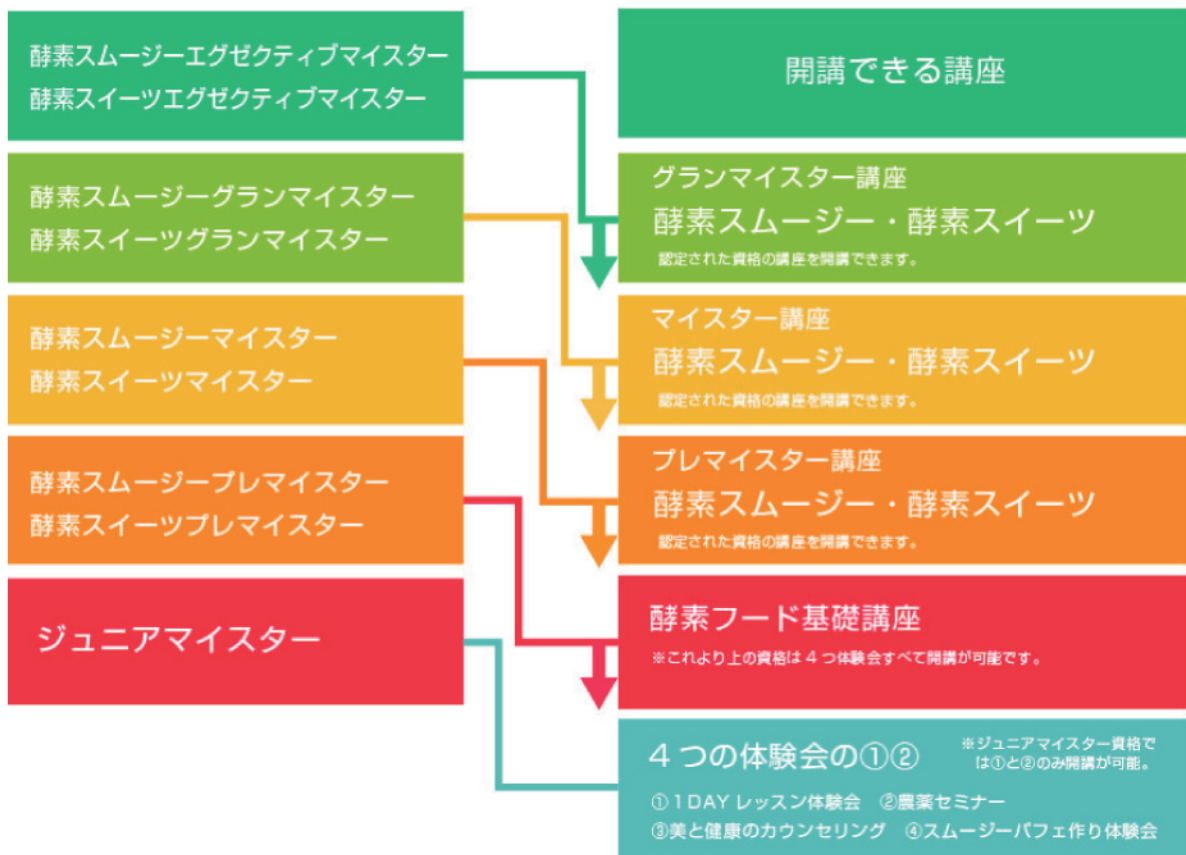 酵素スムージーエグゼクティブマイスター
酵素スイーツエグゼクティブマイスター
開講できる講座
酵素スムージーグランマイスター
酵素スイーツグランマイスター
グランマイスター講座
酵素スムージー・酵素スイーツ
認定された資格の講座を開講できます。
酵素スムージーマイスター
酵素スイーツマイスター
マイスター講座
酵素スムージー・酵素スイーツ
認定された資格の講座を開講できます。
酵素スムージープレマイスター
酵素スイーツプレマイスター
プレマイスター講座
酵素スムージー・酵素スイーツ
認定された資格の講座を開講できます。
ジュニアマイスター
酵素フード基礎講座
※これより上の資格は4つ体験会すべて開講が可能です。
4つの体験会の①②
※ジュニアマイスター資格で
は①と②のみ開講が可能。
①1DAYレッスン体験会 ②農薬セミナー
③美と健康のカウンセリング ④スムージーパフェ作り体験会